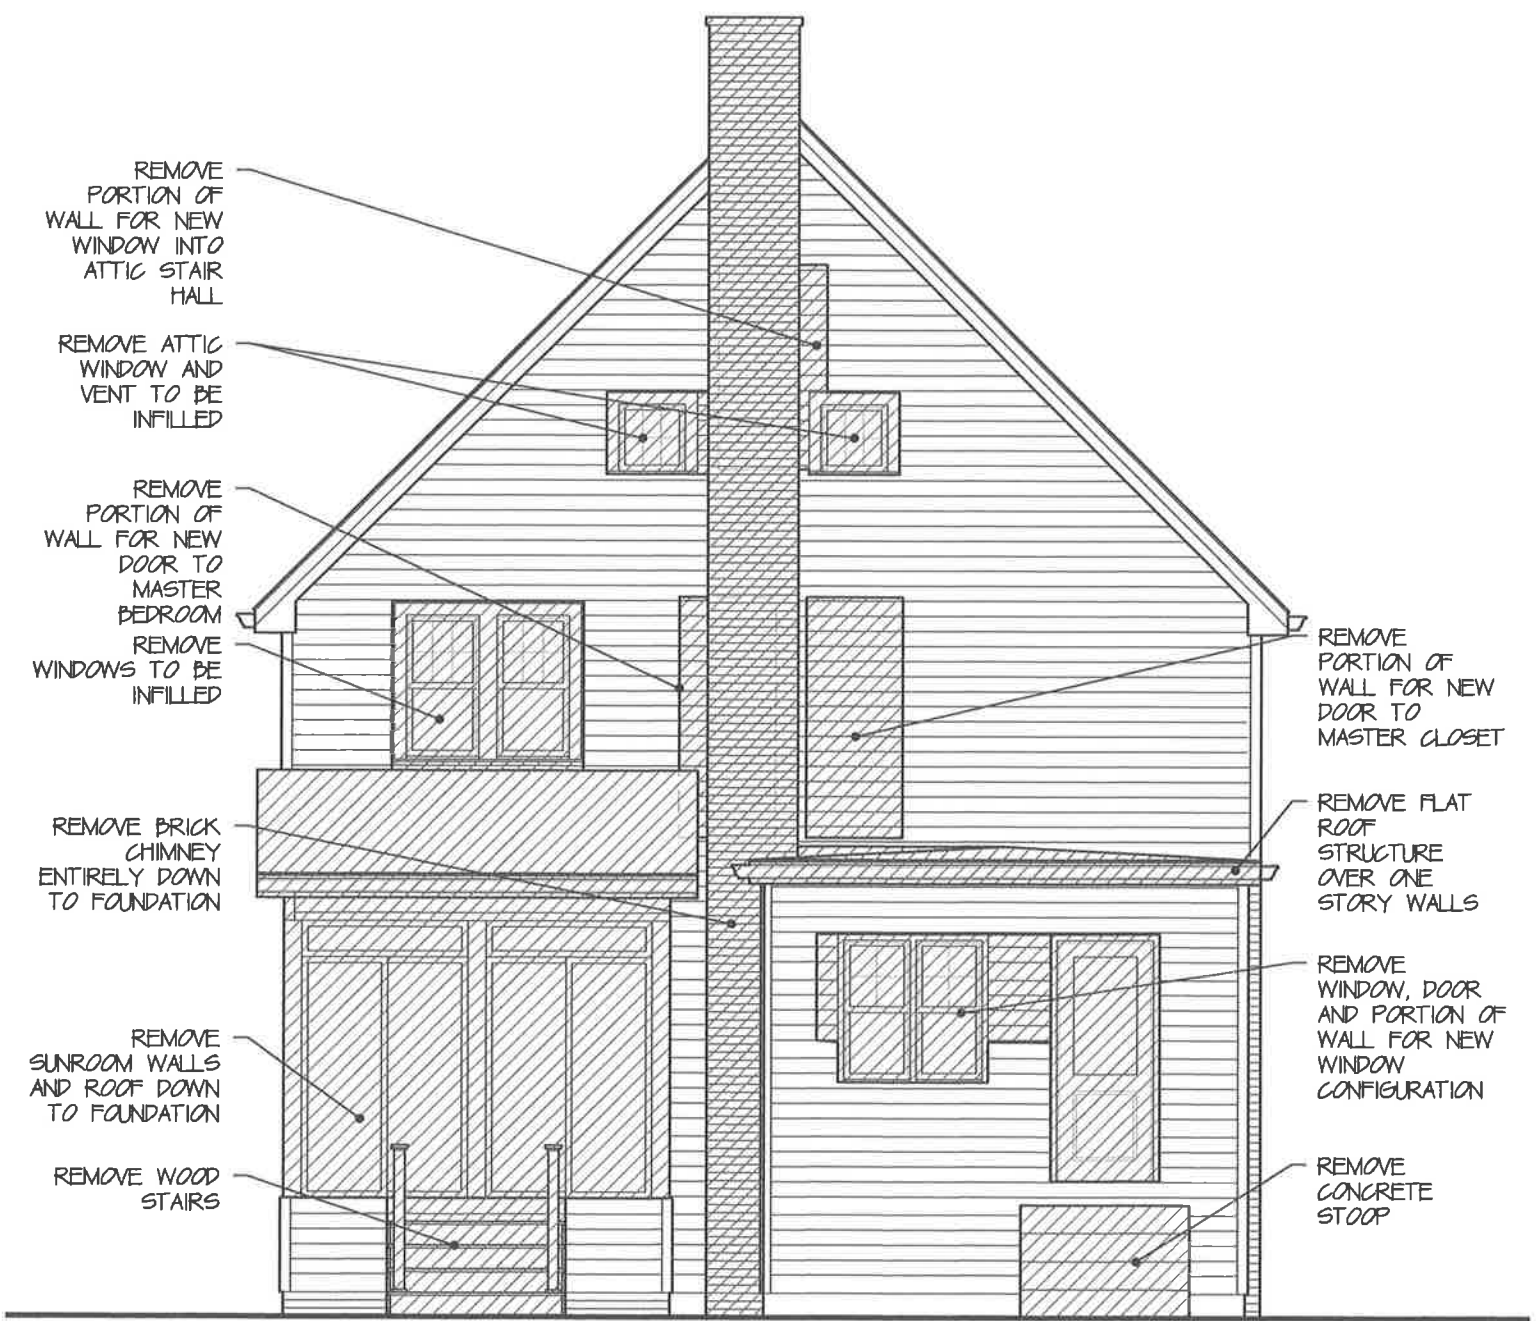 REMOVE
PORTION OF
WALL FOR NEW
WINDOW INTO
ATTIC STAIR
HALL
REMOVE ATTIC
WINDOW AND
VENT TO BE
INFILLED
REMOVE
PORTION OF
WALL FOR NEW
DOOR TO
MASTER
BEDROOM
REMOVE
WINDOWS TO BE
INFILLED
REMOVE BRICK
CHIMNEY
ENTIRELY DOWN
TO FOUNDATION
REMOVE
SUNROOM WALLS
AND ROOF DOWN
TO FOUNDATION
REMOVE WOOD
STAIRS
REMOVE
PORTION OF
WALL FOR NEW
DOOR TO
MASTER CLOSET
REMOVE FLAT
ROOF
STRUCTURE
OVER ONE
STORY WALLS
REMOVE
WINDOW, DOOR
AND PORTION OF
WALL FOR NEW
WINDOW
CONFIGURATION
REMOVE
CONCRETE
STOOP